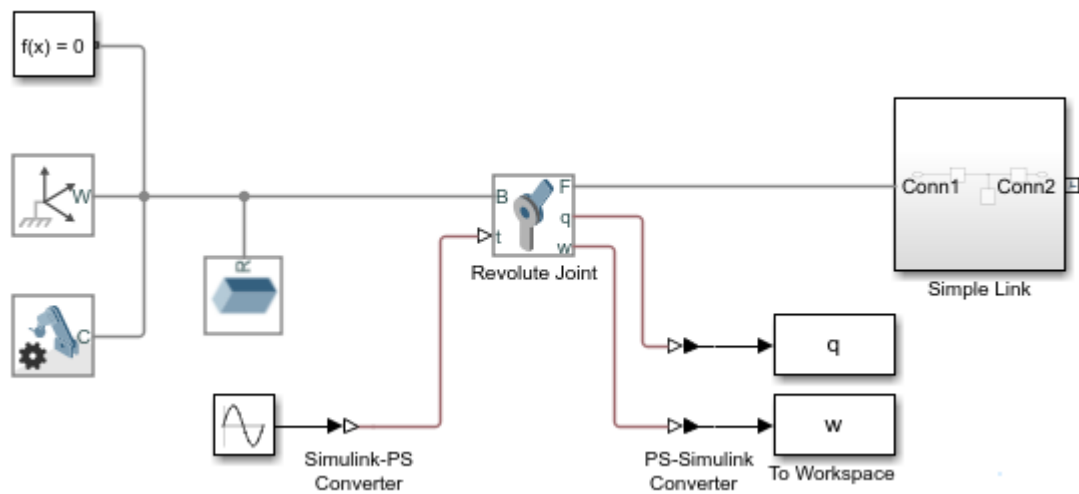 f(x) = 0
W
C
R
B
t
F
q
w
Revolute Joint
Conn1
Conn2
Simple Link
q
w
Simulink-PS
Converter
PS-Simulink
Converter
To Workspace